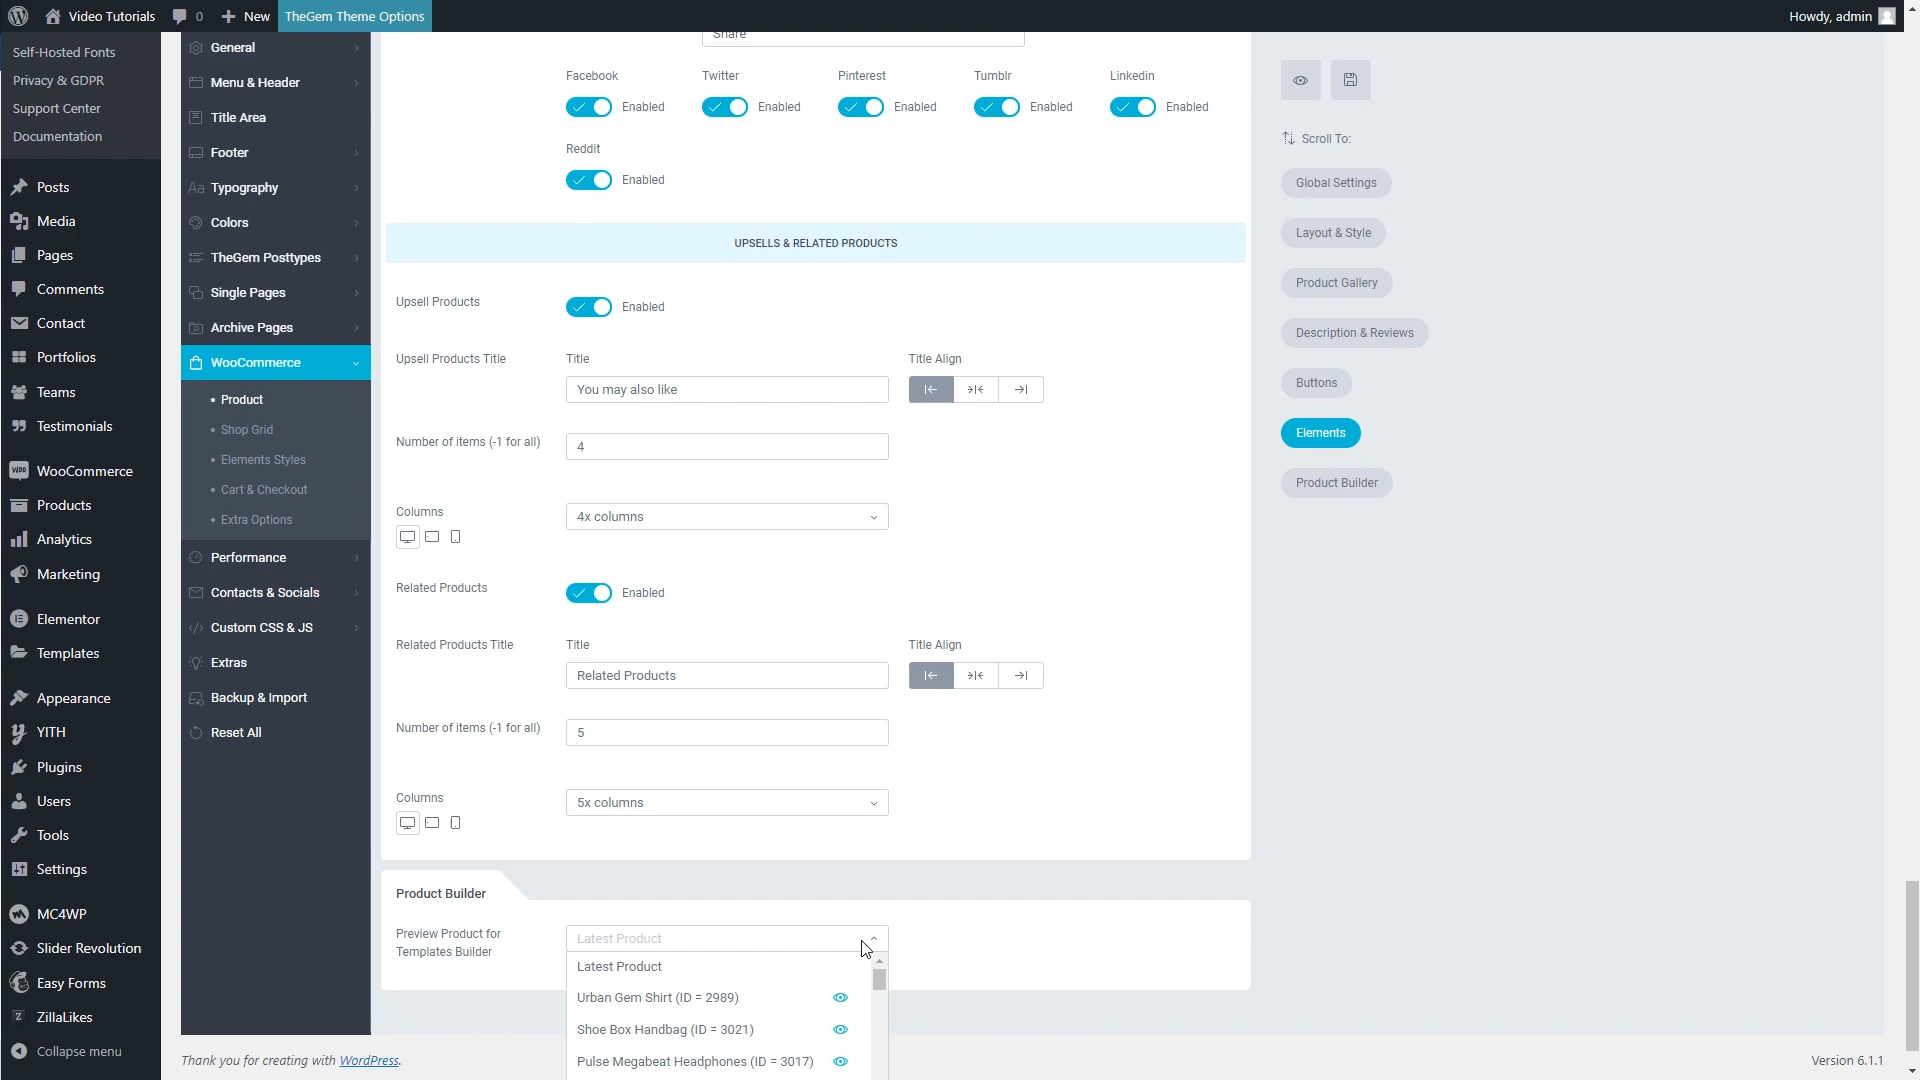 Video Tutorials
0
New
TheGem Theme Options
Howdy, admin
Self-Hosted Fonts
Privacy & GDPR
Support Center
Documentation
Posts
Media
Pages
Comments
Contact
Portfolios
Teams
Testimonials
WooCommerce
Products
Analytics
Marketing
Elementor
Templates
Appearance
YITH
Plugins
Users
Tools
Settings
MC4WP
Slider Revolution
Easy Forms
ZillaLikes
Collapse menu
General
Menu & Header
Title Area
Footer
Typography
Colors
TheGem Posttypes
Single Pages
Archive Pages
WooCommerce
Product
Shop Grid
Elements Styles
Cart & Checkout
Extra Options
Performance
Contacts & Socials
Custom CSS & JS
Extras
Backup & Import
Reset All
Share
Facebook
Twitter
Pinterest
Tumblr
Linkedin
Enabled
Enabled
Enabled
Enabled
Enabled
Reddit
Enabled
UPSELLS & RELATED PRODUCTS
Upsell Products
Enabled
Upsell Products Title
Title
Title Align
You may also like
Number of items (-1 for all)
4
Columns
4x columns
Related Products
Enabled
Related Products Title
Title
Title Align
Related Products
Number of items (-1 for all)
5
Columns
5x columns
Product Builder
Preview Product for
Templates Builder
Latest Product
Latest Product
Urban Gem Shirt (ID = 2989)
Shoe Box Handbag (ID = 3021)
Pulse Megabeat Headphones (ID = 3017)
Scroll To:
Global Settings
Layout & Style
Product Gallery
Description & Reviews
Buttons
Elements
Product Builder
Thank you for creating with WordPress.
Version 6.1.1